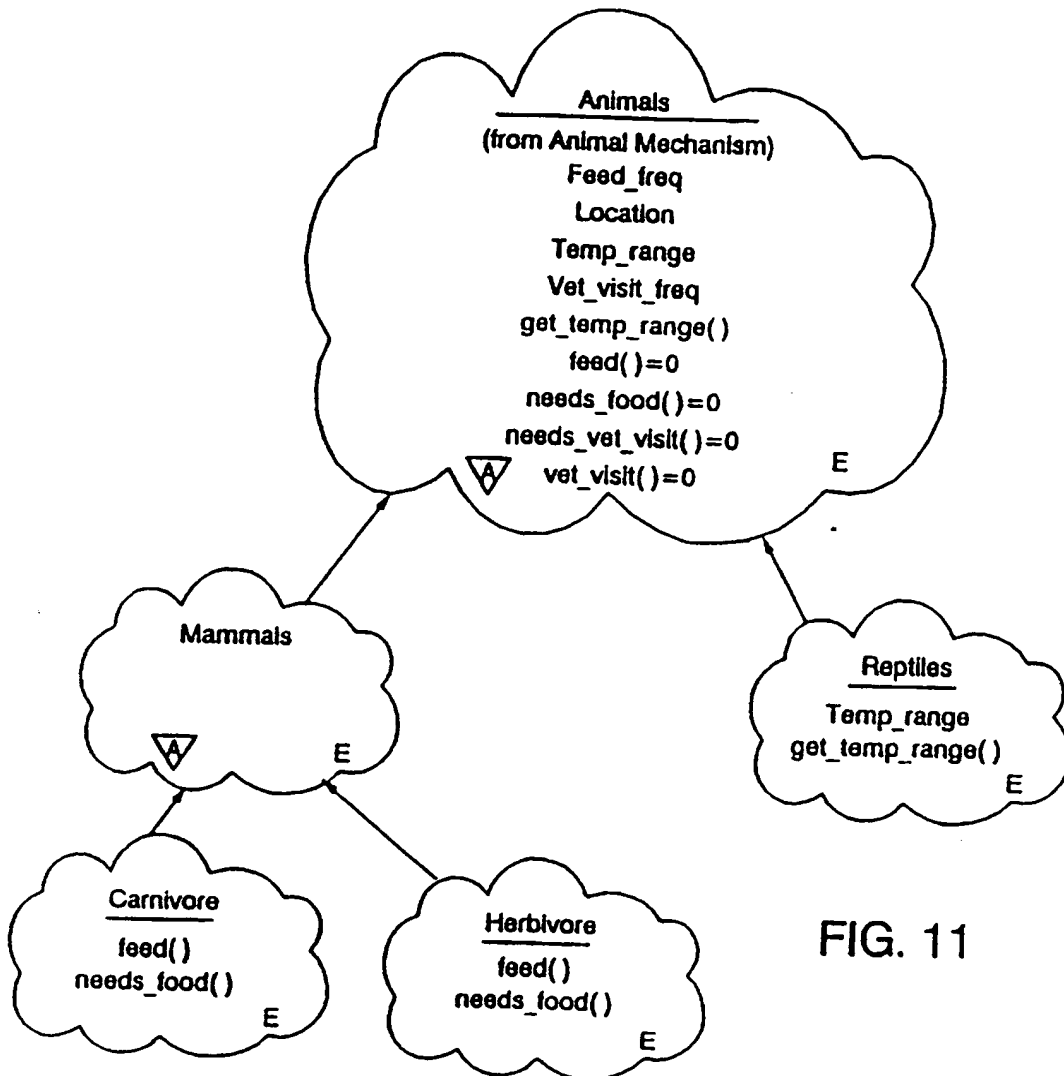 Animals
(from Animal Mechanism)
Feed_freq
Location
Temp_range
Vet_visit_freq
get_temp_range()
feed()=0
needs_food()=0
needs_vet_visit()=0
vet_visit()=0
A
E
Mammals
A
E
Reptiles
Temp_range
get_temp_range()
E
Carnivore
feed()
needs_food()
E
Herbivore
feed()
needs_food()
E
FIG. 11